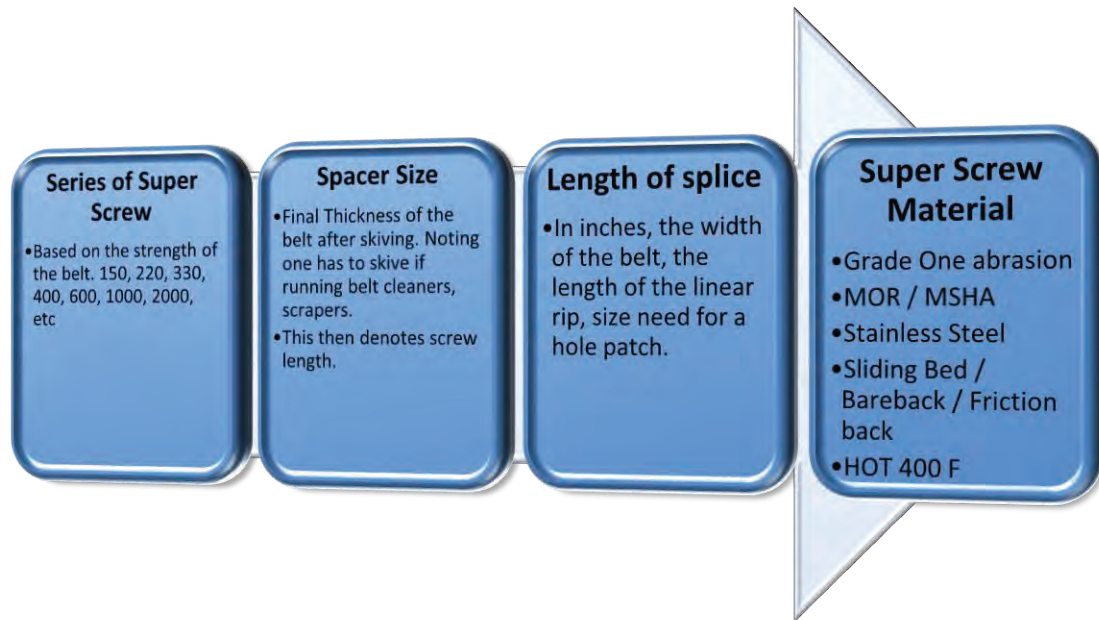 Series of Super
Screw
•Based on the strength of
the belt. 150, 220, 330,
400, 600, 1000, 2000,
etc
Spacer Size
•Final Thickness of the
belt after skiving. Noting
one has to skive if
running belt cleaners,
scrapers.
•This then denotes screw
length.
Length of splice
•In inches, the width
of the belt, the
length of the linear
rip, size need for a
hole patch.
Super Screw
Material
•Grade One abrasion
•MOR / MSHA
•Stainless Steel
•Sliding Bed /
Bareback / Friction
back
•HOT 400 F